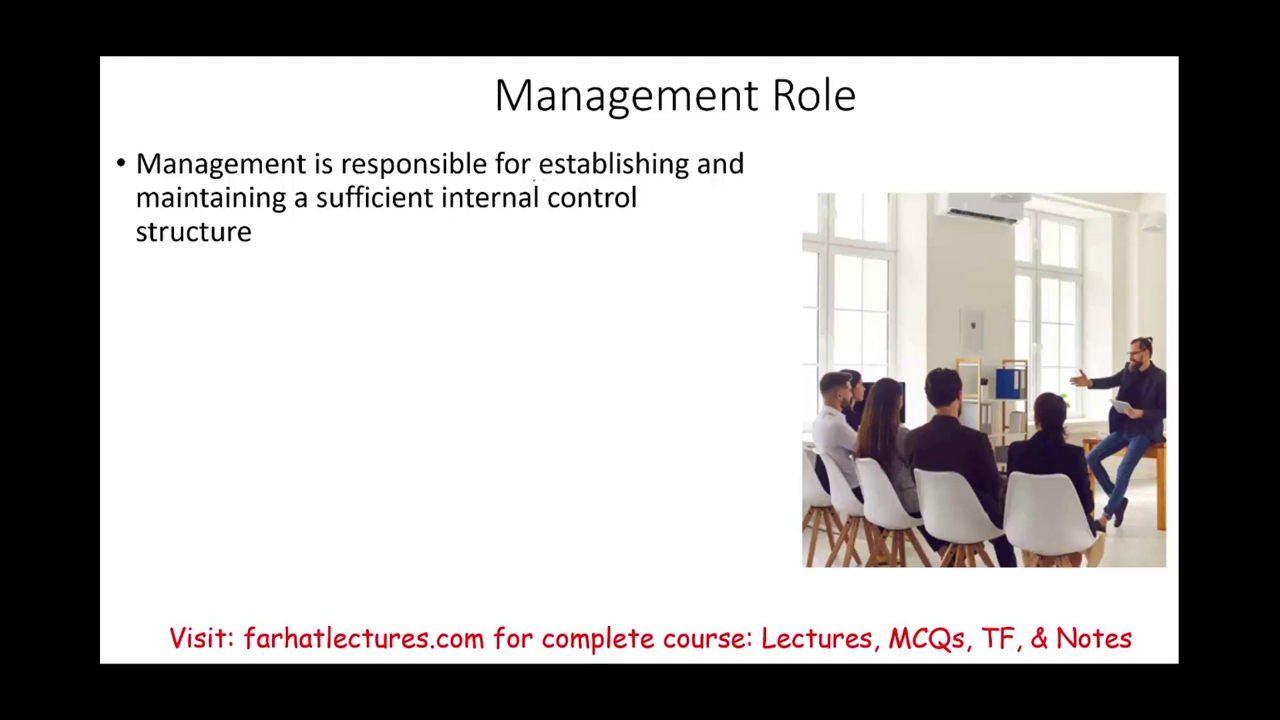 Management Role
• Management is responsible for establishing and
maintaining a sufficient internal control
structure
Visit: farhatlectures.com for complete course: Lectures, MCQs, TF, & Notes